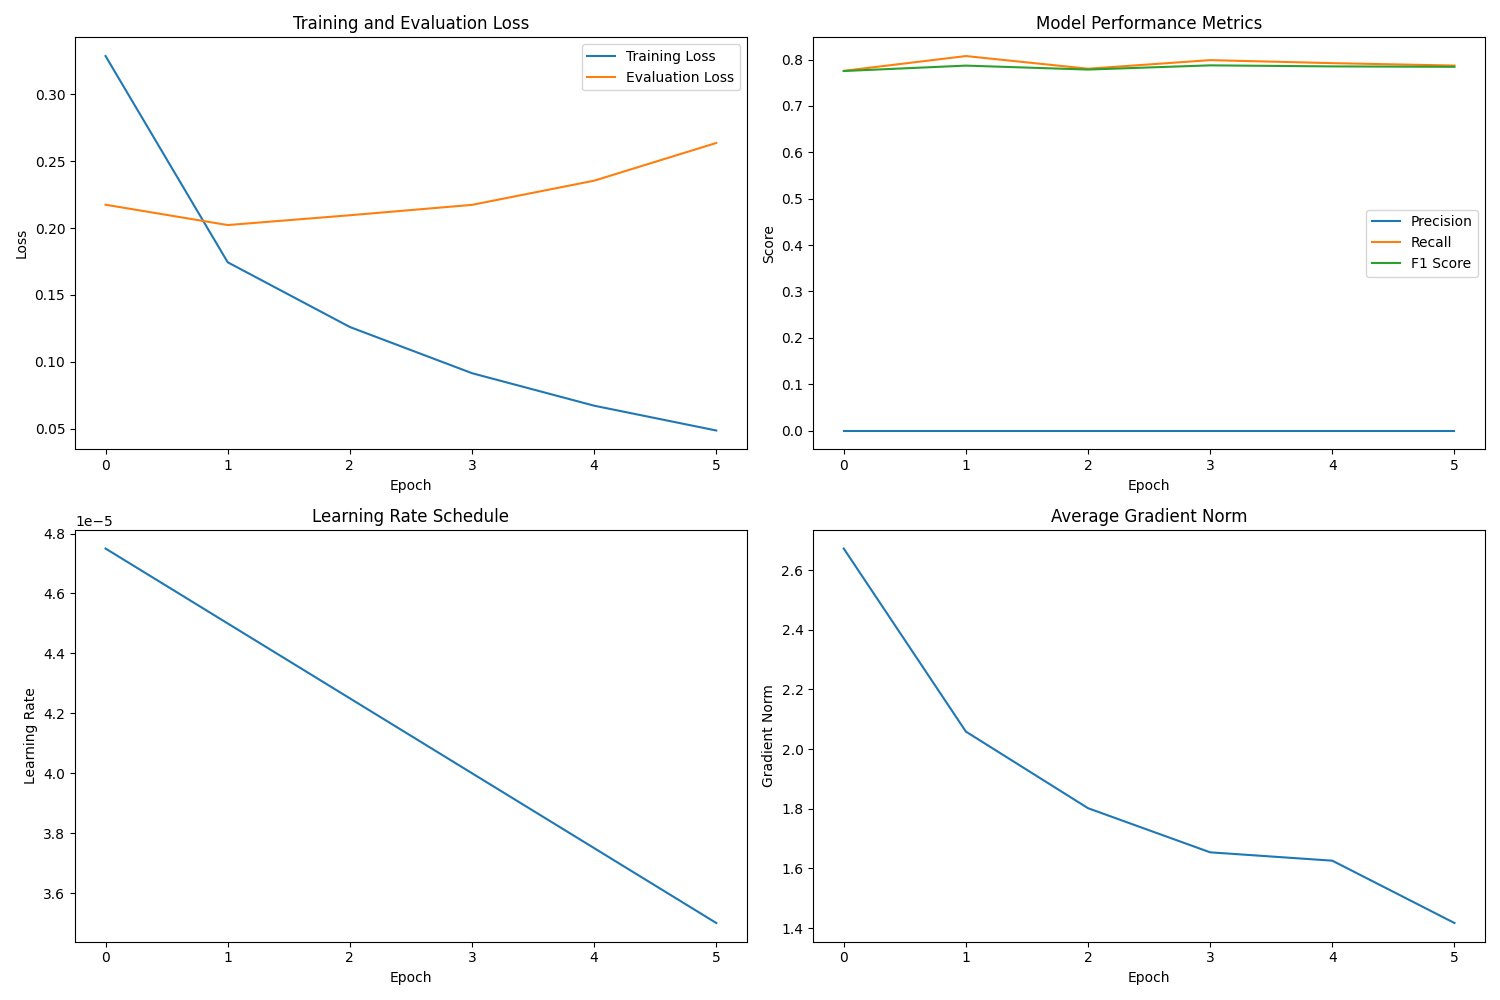 Training and Evaluation Loss
Training Loss
Evaluation Loss
0.30
0.25
0.20
0.15
0.10
0.05
Loss
0 1 2 3 4 5
Epoch
Model Performance Metrics
0.8
0.7
0.6
0.5
0.4
0.3
0.2
0.1
0.0
Score
Precision
Recall
F1 Score
0 1 2 3 4 5
Epoch
Learning Rate Schedule
1e−5
4.8
4.6
4.4
4.2
4.0
3.8
3.6
Learning Rate
0 1 2 3 4 5
Epoch
Average Gradient Norm
2.6
2.4
2.2
2.0
1.8
1.6
1.4
Gradient Norm
0 1 2 3 4 5
Epoch